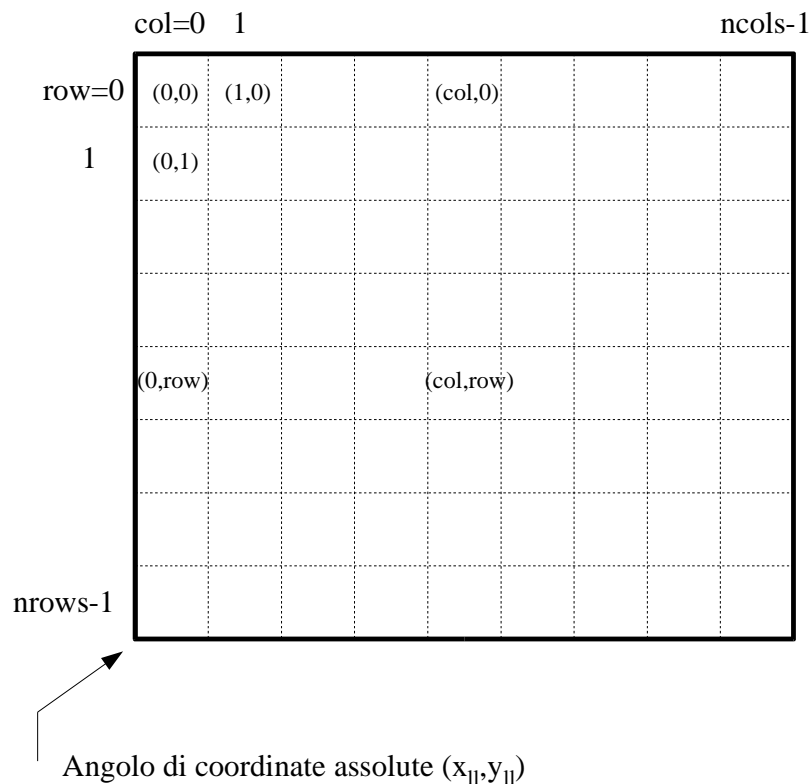 col=0 1 ncols-1
row=0 (0,0) (1,0) (col,0)
1 (0,1)
(0,row) (col,row)
nrows-1
Angolo di coordinate assolute (x_ll,y_ll)